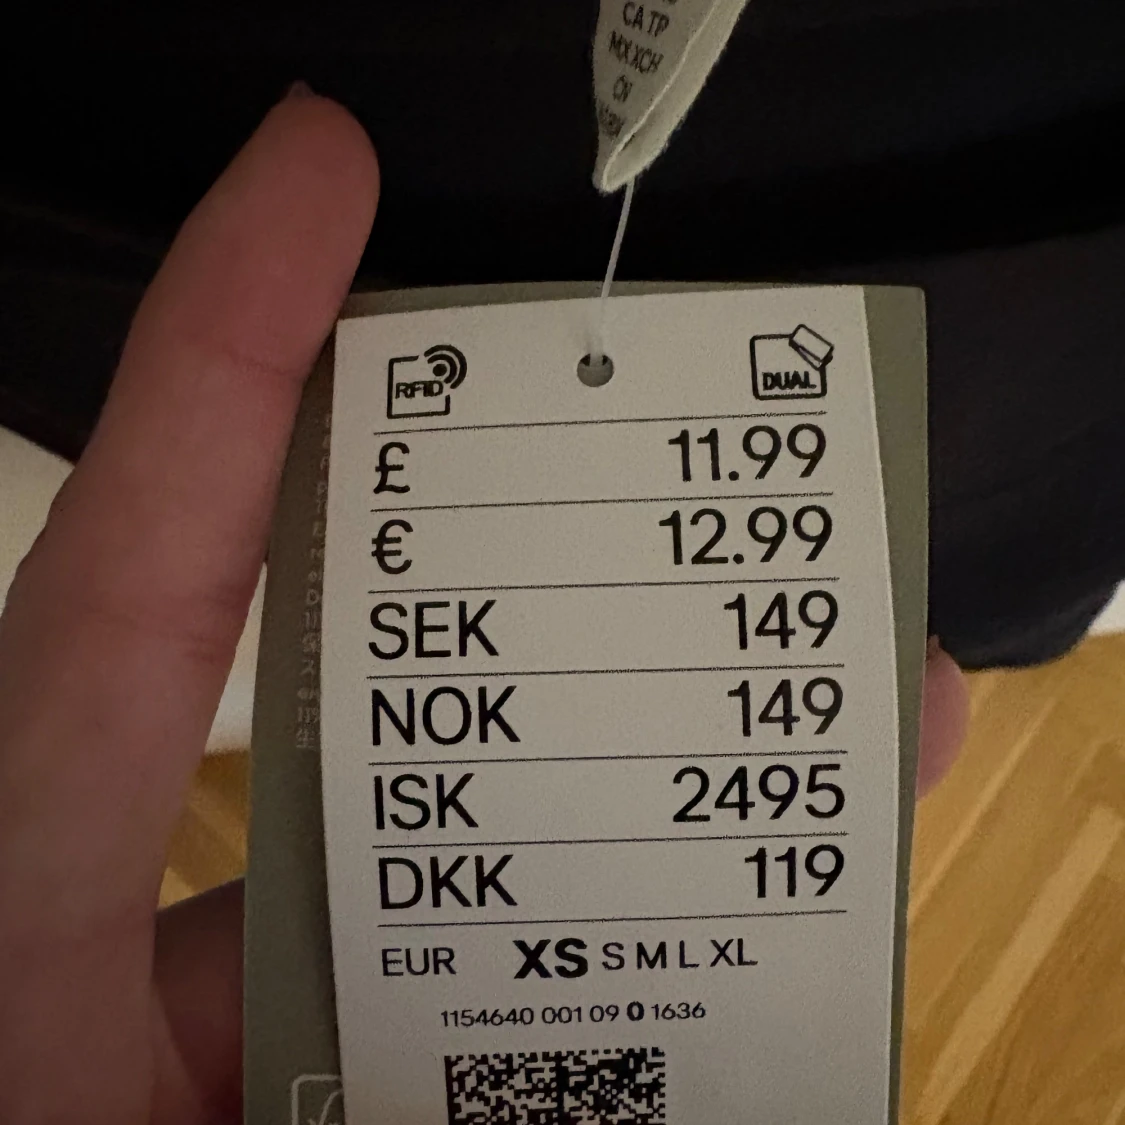 CA TP
MX XCH
CN
RFID
DUAL
£ 11.99
€ 12.99
SEK 149
NOK 149
ISK 2495
DKK 119
EUR XS S M L XL
1154640 001 09 0 1636